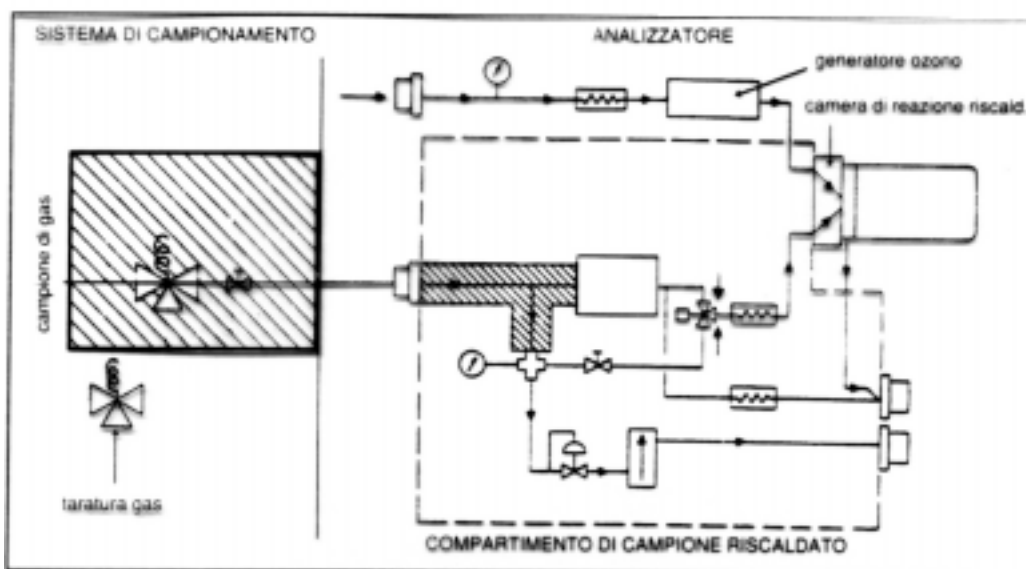 SISTEMA DI CAMPIONAMENTO
ANALIZZATORE
generatore ozono
camera di reazione riscald.
campione di gas
taratura gas
COMPARTIMENTO DI CAMPIONE RISCALDATO